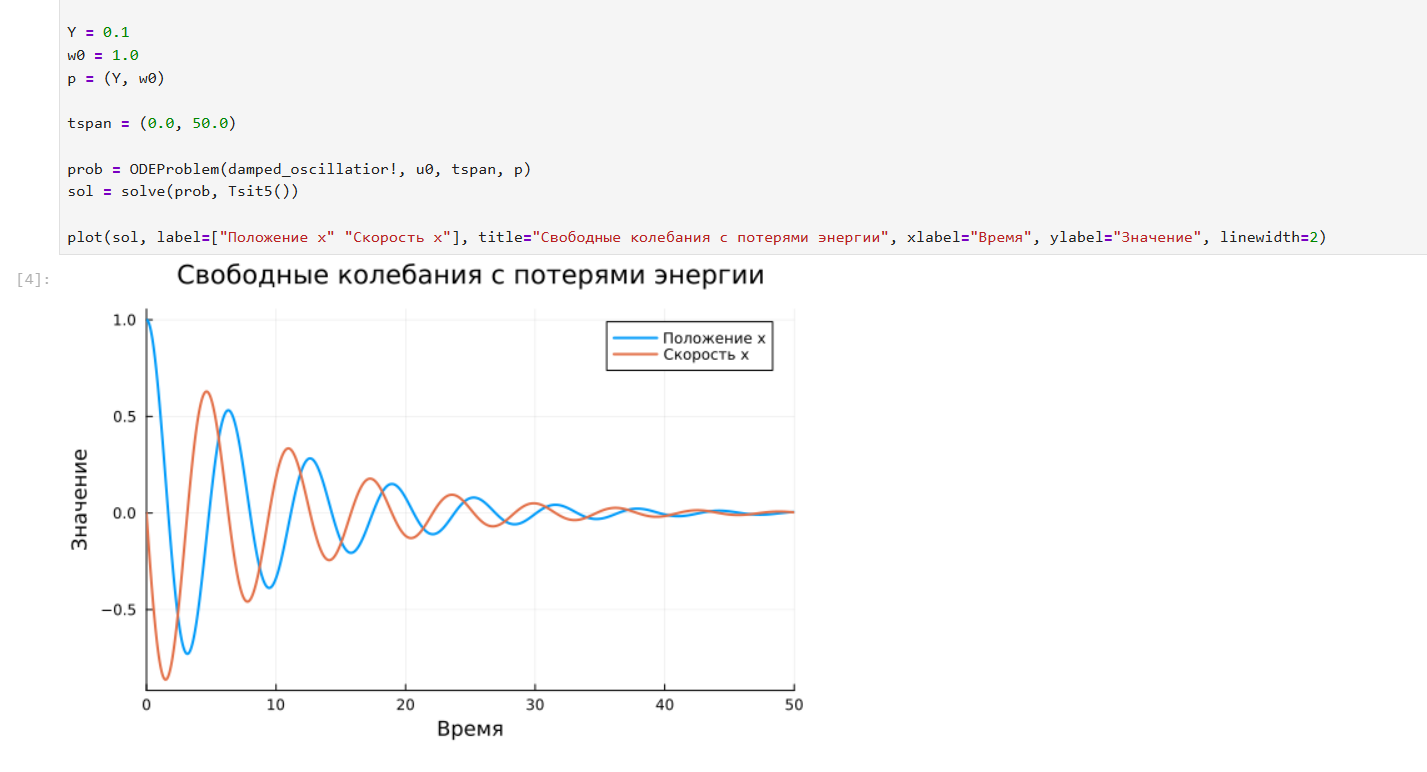 Y = 0.1
w0 = 1.0
p = (Y, w0)
tspan = (0.0, 50.0)
prob = ODEProblem(damped_oscillatior!, u0, tspan, p)
sol = solve(prob, Tsit5())
plot(sol, label=["Положение x" "Скорость x"], title="Свободные колебания с потерями энергии", xlabel="Время", ylabel="Значение", linewidth=2)
[4]:
Свободные колебания с потерями энергии
1.0
0.5
0.0
−0.5
Значение
Положение x
Скорость x
0 10 20 30 40 50
Время